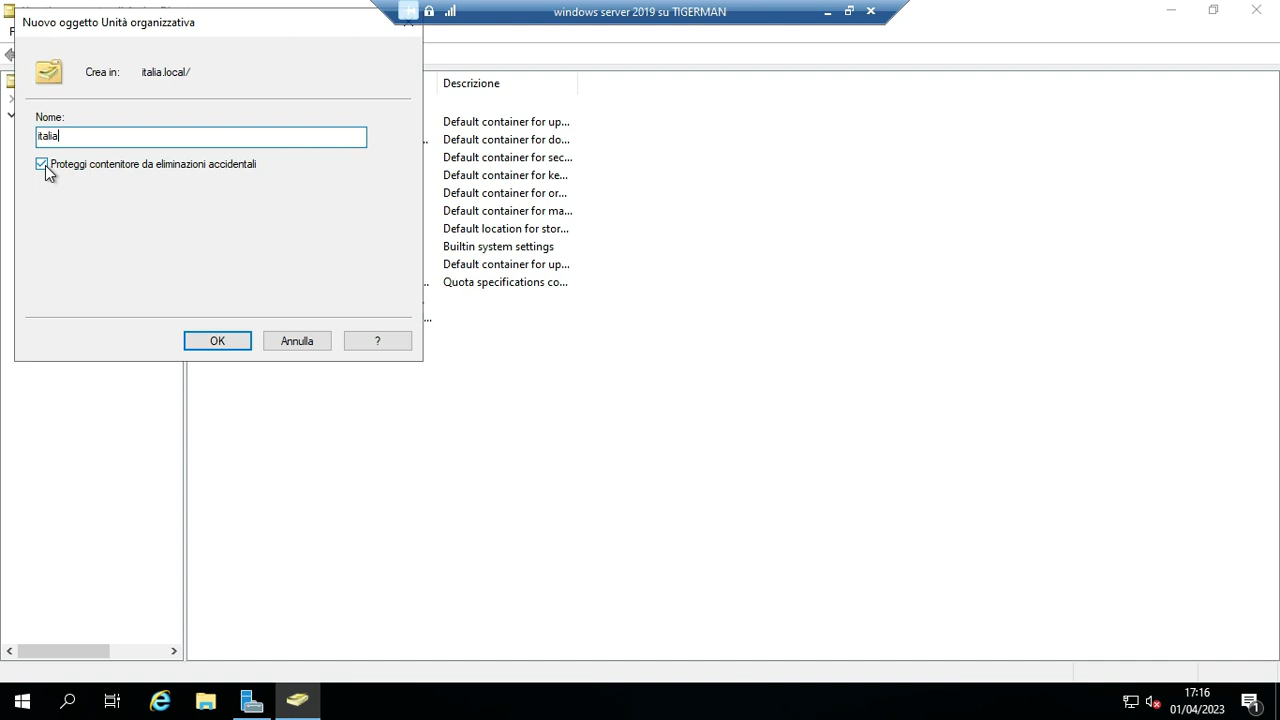 Nuovo oggetto Unità organizzativa
windows server 2019 su TIGERMAN
Crea in: italia.local/
Nome:
italia
Proteggi contenitore da eliminazioni accidentali
OK
Annulla
?
Descrizione
Default container for up...
Default container for do...
Default container for sec...
Default container for ke...
Default container for or...
Default container for ma...
Default location for stor...
Builtin system settings
Default container for up...
Quota specifications co...
17:16
01/04/2023
1